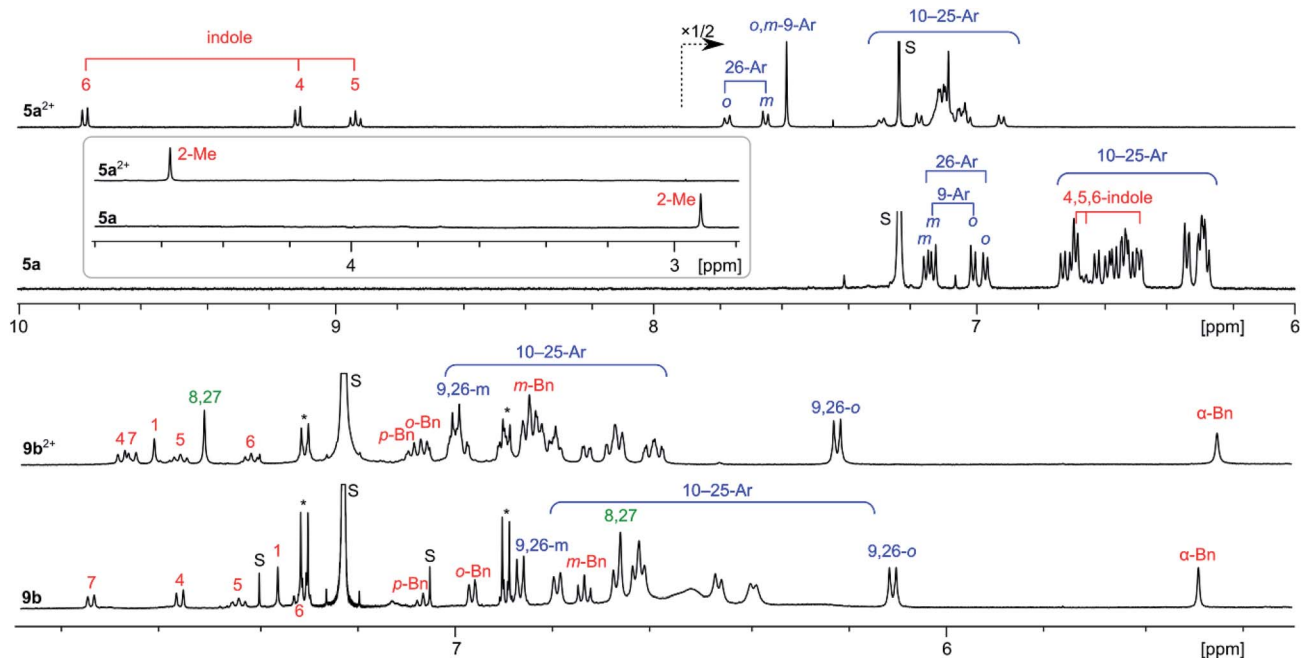 indole
6 4 5
5a2+
×1/2
o,m-9-Ar
26-Ar
o m
S
10–25-Ar
5a2+
2-Me
5a
2-Me
4 3 [ppm]
5a
S
26-Ar
9-Ar
m m o o
10–25-Ar
4,5,6-indole
10 9 8 7 [ppm] 6
9b2+
4 7 1 5 8,27 6 * S
p-Bn o-Bn
10–25-Ar
9,26-m * m-Bn
9,26-o
α-Bn
9b
7 4 5 S 1 6 * S
p-Bn S o-Bn * 9,26-m m-Bn
10–25-Ar
8,27
9,26-o
α-Bn
7 6 [ppm]